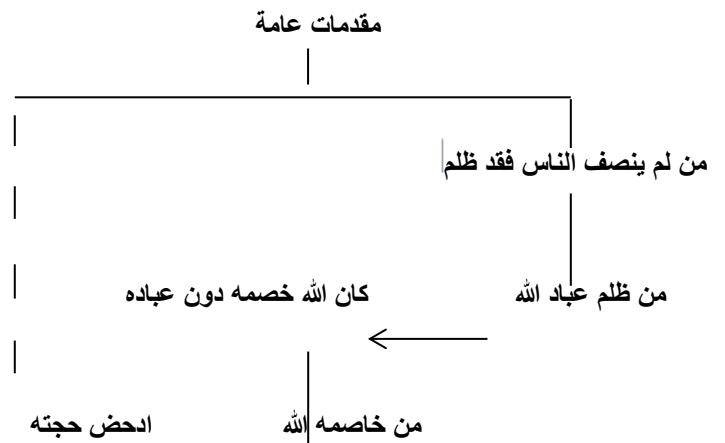 مقدمات عامة
من لم ينصف الناس فقد ظلم
من ظلم عباد الله كان الله خصمه دون عباده
من خاصمه الله ادحض حجته